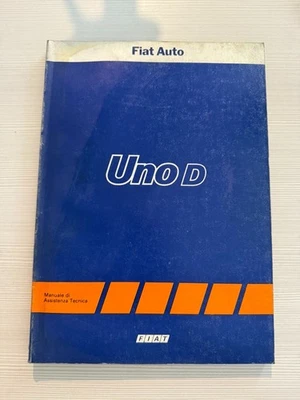 Fiat Auto
Uno D
Manuale di
Assistenza Tecnica
FIAT